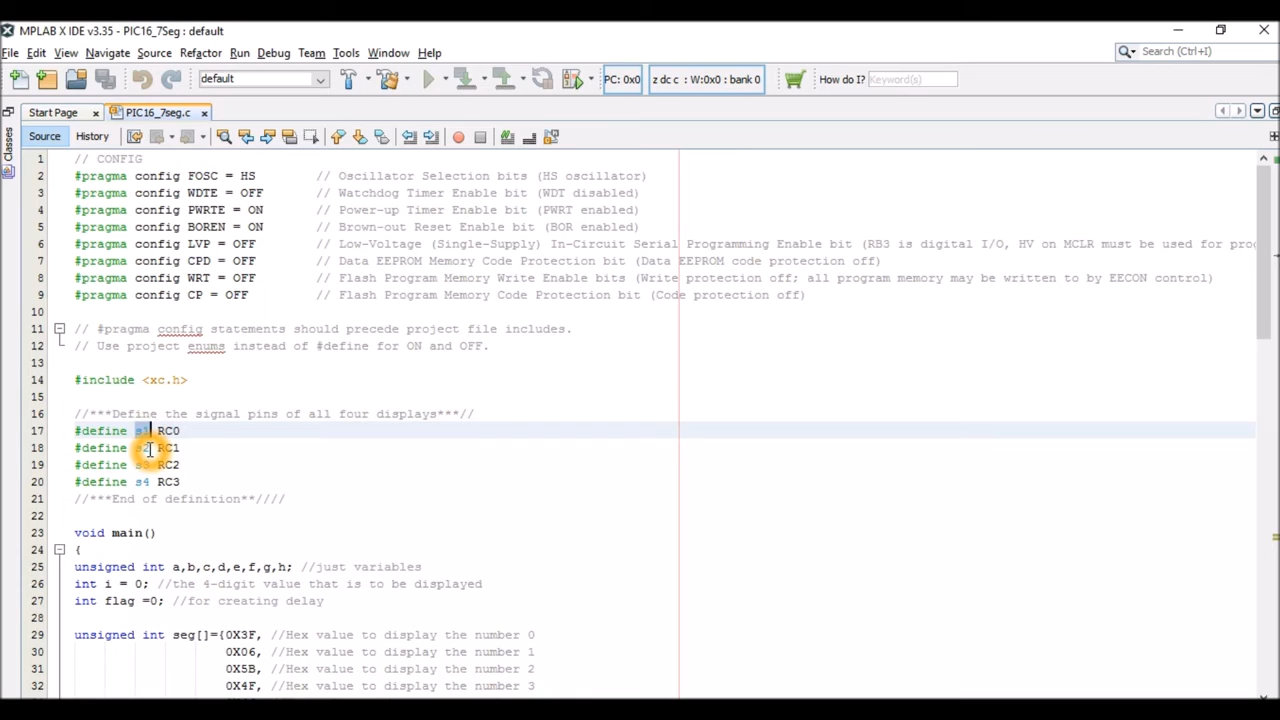 MPLAB X IDE v3.35 - PIC16_7Seg : default
File Edit View Navigate Source Refactor Run Debug Team Tools Window Help
Search (Ctrl+I)
default
PC: 0x0
z dc c : W:0x0 : bank 0
How do I? Keyword(s)
Start Page
PIC16_7seg.c
Classes
Source History
1 // CONFIG
2 #pragma config FOSC = HS // Oscillator Selection bits (HS oscillator)
3 #pragma config WDTE = OFF // Watchdog Timer Enable bit (WDT disabled)
4 #pragma config PWRTE = ON // Power-up Timer Enable bit (PWRT enabled)
5 #pragma config BOREN = ON // Brown-out Reset Enable bit (BOR enabled)
6 #pragma config LVP = OFF // Low-Voltage (Single-Supply) In-Circuit Serial Programming Enable bit (RB3 is digital I/O, HV on MCLR must be used for pro
7 #pragma config CPD = OFF // Data EEPROM Memory Code Protection bit (Data EEPROM code protection off)
8 #pragma config WRT = OFF // Flash Program Memory Write Enable bits (Write protection off; all program memory may be written to by EECON control)
9 #pragma config CP = OFF // Flash Program Memory Code Protection bit (Code protection off)
10
11 // #pragma config statements should precede project file includes.
12 // Use project enums instead of #define for ON and OFF.
13
14 #include <xc.h>
15
16 //***Define the signal pins of all four displays***//
17 #define s1 RC0
18 #define s2 RC1
19 #define s3 RC2
20 #define s4 RC3
21 //***End of definition**////
22
23 void main()
24 {
25 unsigned int a,b,c,d,e,f,g,h; //just variables
26 int i = 0; //the 4-digit value that is to be displayed
27 int flag =0; //for creating delay
28
29 unsigned int seg[]={0X3F, //Hex value to display the number 0
30 0X06, //Hex value to display the number 1
31 0X5B, //Hex value to display the number 2
32 0X4F, //Hex value to display the number 3